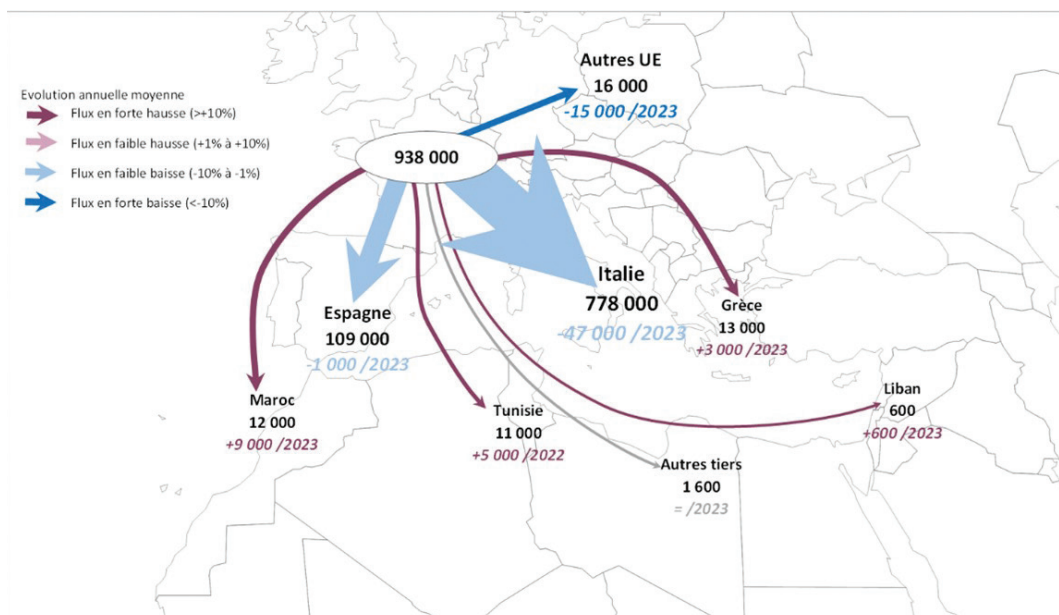 Evolution annuelle moyenne
Flux en forte hausse (>+10%)
Flux en faible hausse (+1% à +10%)
Flux en faible baisse (-10% à -1%)
Flux en forte baisse (<-10%)
Autres UE
16 000
-15 000 /2023
938 000
Italie
778 000
-47 000 /2023
Grèce
13 000
+3 000 /2023
Espagne
109 000
-1 000 /2023
Maroc
12 000
+9 000 /2023
Tunisie
11 000
+5 000 /2022
Liban
600
+600 /2023
Autres tiers
1 600
= /2023